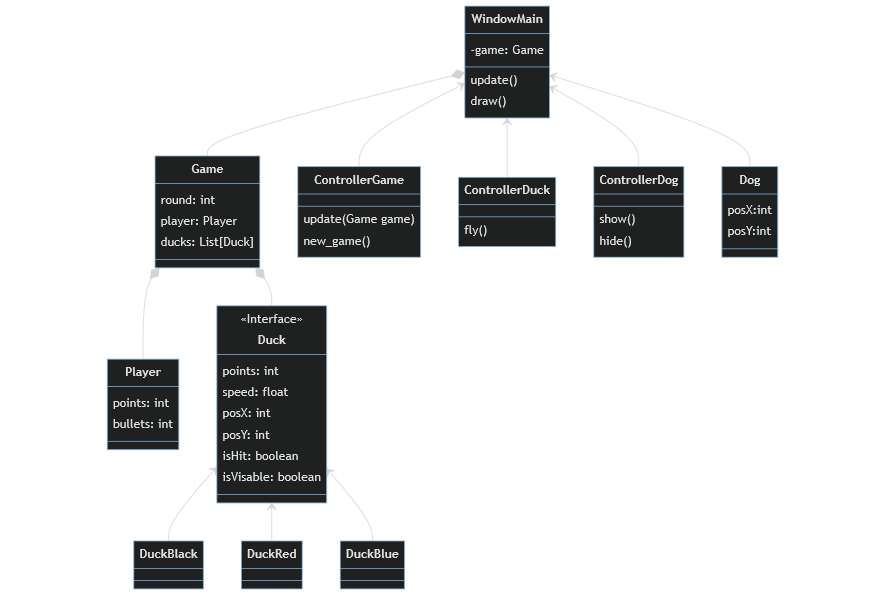 WindowMain
-game: Game
update()
draw()
Game
round: int
player: Player
ducks: List[Duck]
ControllerGame
update(Game game)
new_game()
ControllerDuck
fly()
ControllerDog
show()
hide()
Dog
posX:int
posY:int
Player
points: int
bullets: int
«Interface»
Duck
points: int
speed: float
posX: int
posY: int
isHit: boolean
isVisable: boolean
DuckBlack
DuckRed
DuckBlue